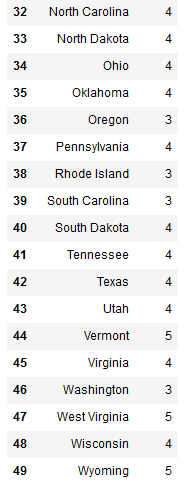 32 North Carolina 4
33 North Dakota 4
34 Ohio 4
35 Oklahoma 4
36 Oregon 3
37 Pennsylvania 4
38 Rhode Island 3
39 South Carolina 3
40 South Dakota 4
41 Tennessee 4
42 Texas 4
43 Utah 4
44 Vermont 5
45 Virginia 4
46 Washington 3
47 West Virginia 5
48 Wisconsin 4
49 Wyoming 5